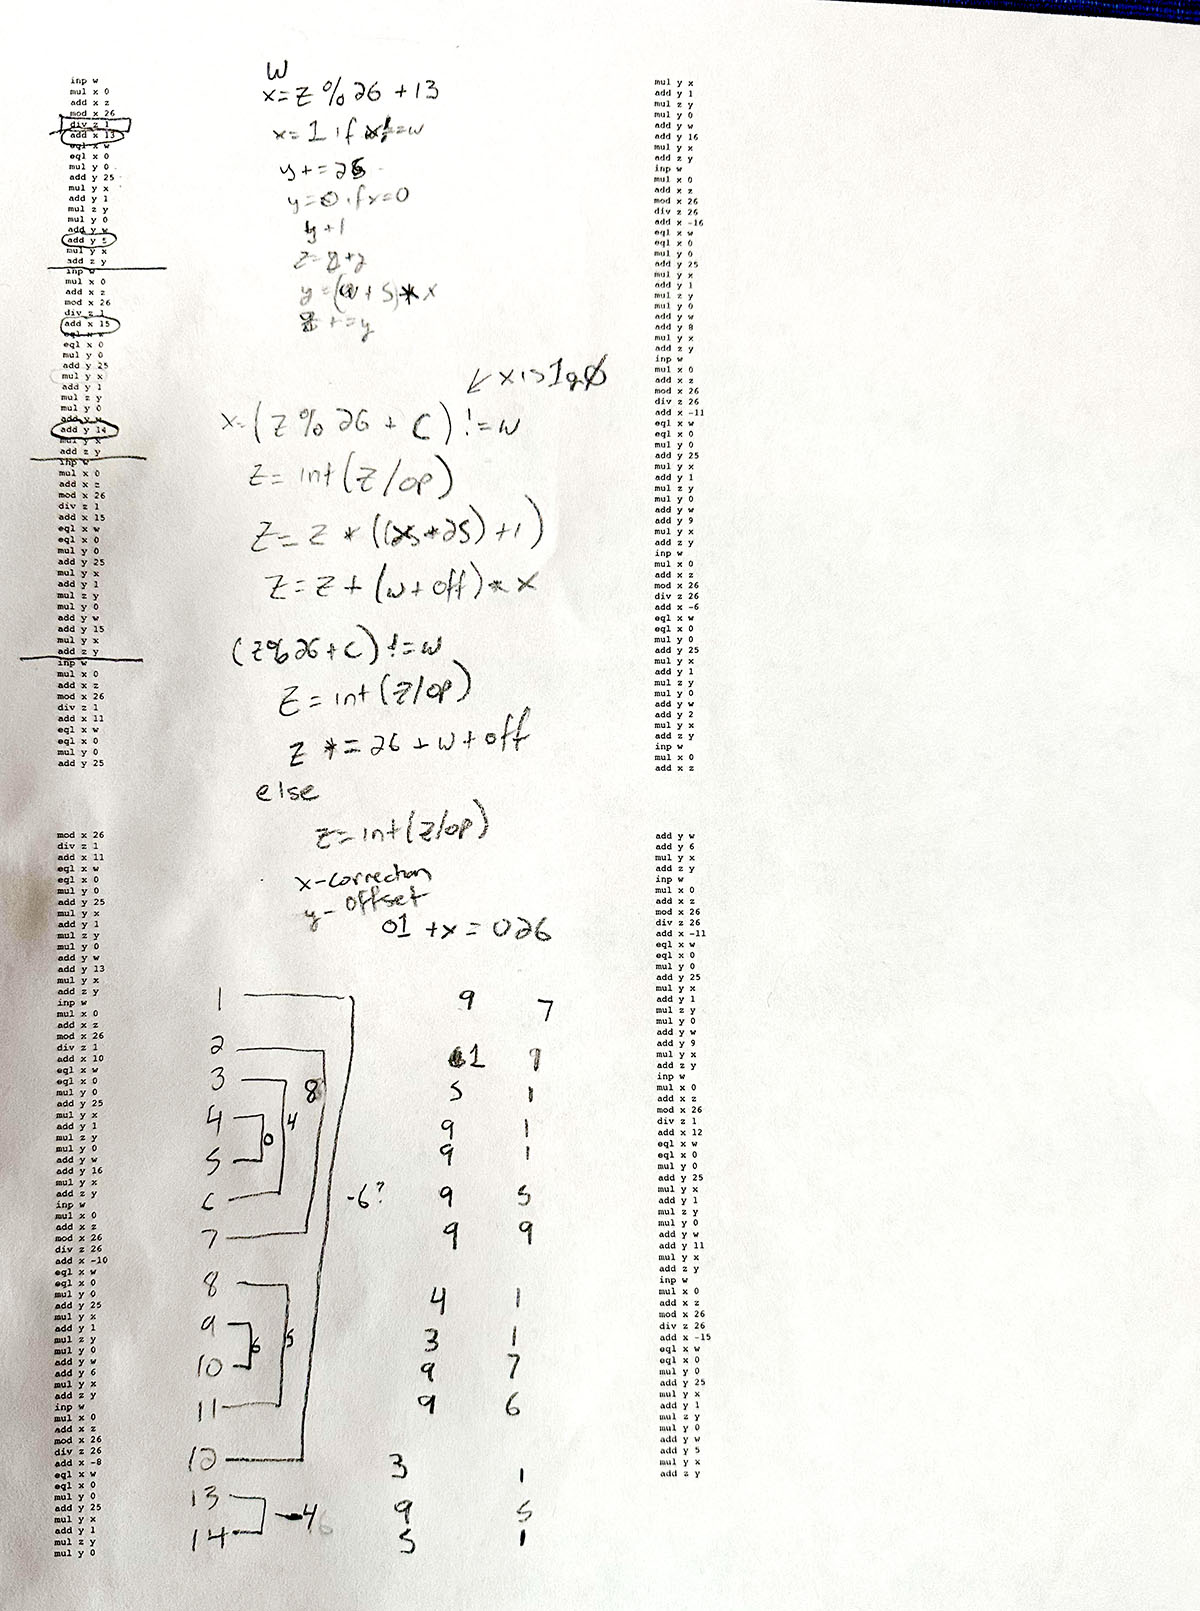 inp w
mul x 0
add x z
mod x 26
div z 1
add x 13
eql x w
eql x 0
mul y 0
add y 25
mul y x
add y 1
mul z y
mul y 0
add y w
add y 5
mul y x
add z y
inp w
mul x 0
add x z
mod x 26
div z 1
add x 15
eql x w
eql x 0
mul y 0
add y 25
mul y x
add y 1
mul z y
mul y 0
add y w
add y 14
mul y x
add z y
inp w
mul x 0
add x z
mod x 26
div z 1
add x 15
eql x w
eql x 0
mul y 0
add y 25
mul y x
add y 1
mul z y
mul y 0
add y w
add y 15
mul y x
add z y
inp w
mul x 0
add x z
mod x 26
div z 1
add x 11
eql x w
eql x 0
mul y 0
add y 25
mod x 26
div z 1
add x 11
eql x w
eql x 0
mul y 0
add y 25
mul y x
add y 1
mul z y
mul y 0
add y w
add y 13
mul y x
add z y
inp w
mul x 0
add x z
mod x 26
div z 1
add x 10
eql x w
eql x 0
mul y 0
add y 25
mul y x
add y 1
mul z y
mul y 0
add y w
add y 16
mul y x
add z y
inp w
mul x 0
add x z
mod x 26
div z 26
add x -10
eql x w
eql x 0
mul y 0
add y 25
mul y x
add y 1
mul z y
mul y 0
add y w
add y 6
mul y x
add z y
inp w
mul x 0
add x z
mod x 26
div z 26
add x -8
eql x w
eql x 0
mul y 0
add y 25
mul y x
add y 1
mul z y
mul y 0
W
x=z%26+13
x=1 if x!=w
y+=25
y=0 if x=0
y+1
z=z+y
y=(w+5)*x
z+=y
↙ x is 1 or 0
x=(z%26+C)!=w
z=int(z/op)
z=z*((x*25)+1)
z=z+(w+off)*x
(z%26+C)!=w
z=int(z/op)
z*=26+w+off
else
z=int(z/op)
x-correction
y-offset
01+x=026
1 9 7
2 1 9
3 8 5 1
4 4 9 1
5 0 9 1
6 -6? 9 5
7 9 9
8 4 1
9 5 3 1
10 6 9 7
11 9 6
12 3 1
13 -4 9 5
14 5 1
mul y x
add y 1
mul z y
mul y 0
add y w
add y 16
mul y x
add z y
inp w
mul x 0
add x z
mod x 26
div z 26
add x -16
eql x w
eql x 0
mul y 0
add y 25
mul y x
add y 1
mul z y
mul y 0
add y w
add y 8
mul y x
add z y
inp w
mul x 0
add x z
mod x 26
div z 26
add x -11
eql x w
eql x 0
mul y 0
add y 25
mul y x
add y 1
mul z y
mul y 0
add y w
add y 9
mul y x
add z y
inp w
mul x 0
add x z
mod x 26
div z 26
add x -6
eql x w
eql x 0
mul y 0
add y 25
mul y x
add y 1
mul z y
mul y 0
add y w
add y 2
mul y x
add z y
inp w
mul x 0
add x z
add y w
add y 6
mul y x
add z y
inp w
mul x 0
add x z
mod x 26
div z 26
add x -11
eql x w
eql x 0
mul y 0
add y 25
mul y x
add y 1
mul z y
mul y 0
add y w
add y 9
mul y x
add z y
inp w
mul x 0
add x z
mod x 26
div z 1
add x 12
eql x w
eql x 0
mul y 0
add y 25
mul y x
add y 1
mul z y
mul y 0
add y w
add y 11
mul y x
add z y
inp w
mul x 0
add x z
mod x 26
div z 26
add x -15
eql x w
eql x 0
mul y 0
add y 25
mul y x
add y 1
mul z y
mul y 0
add y w
add y 5
mul y x
add z y